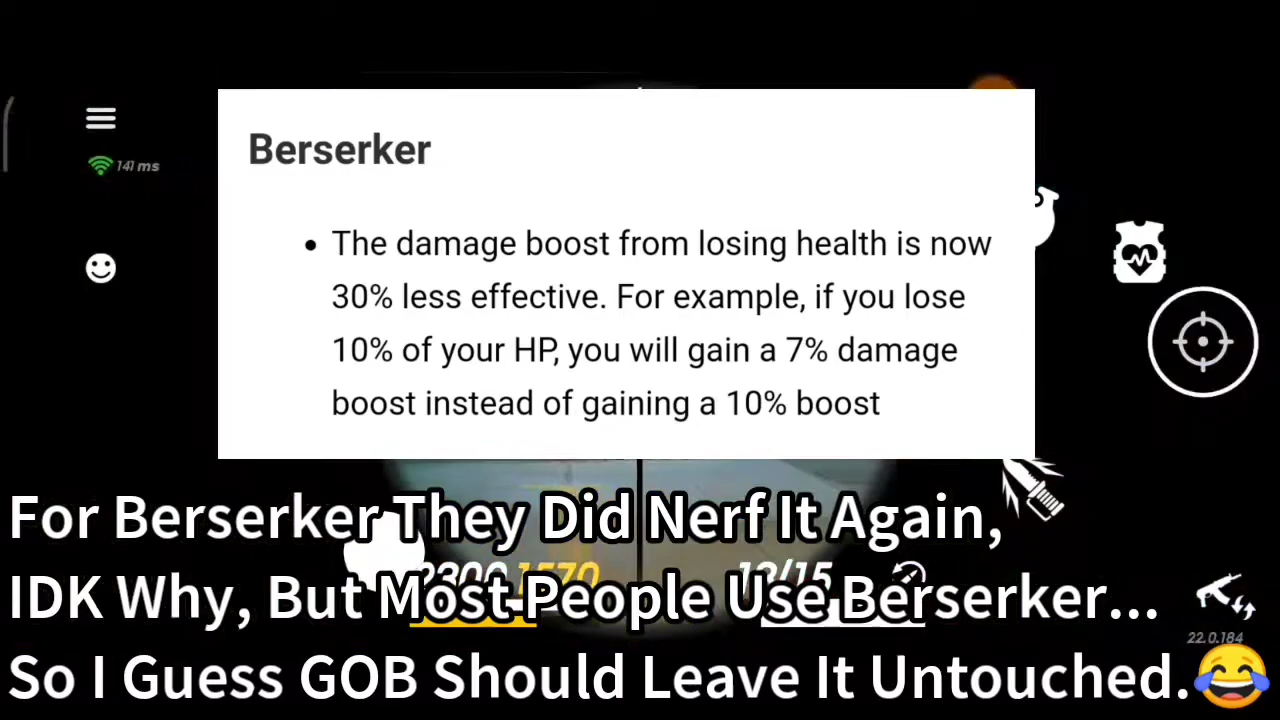 141 ms
Berserker
• The damage boost from losing health is now
30% less effective. For example, if you lose
10% of your HP, you will gain a 7% damage
boost instead of gaining a 10% boost
For Berserker They Did Nerf It Again,
IDK Why, But Most People Use Berserker...
So I Guess GOB Should Leave It Untouched.😂
22.0.184